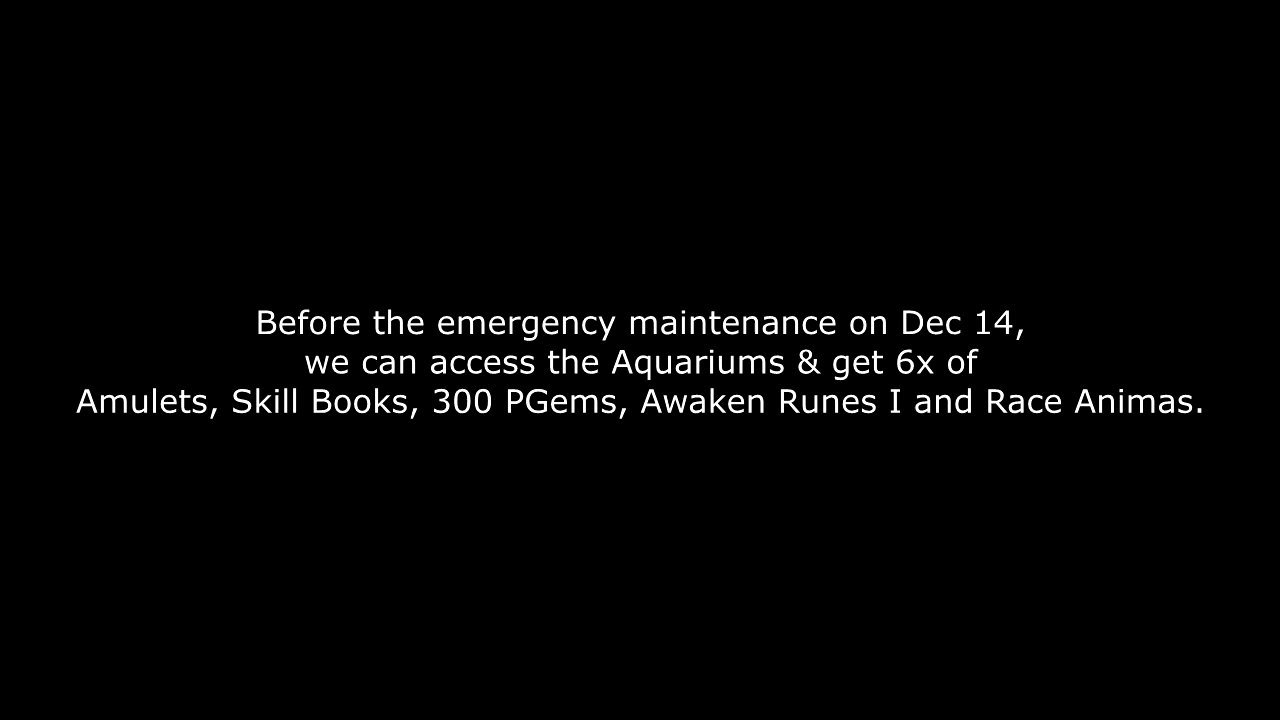 Before the emergency maintenance on Dec 14,
we can access the Aquariums & get 6x of
Amulets, Skill Books, 300 PGems, Awaken Runes I and Race Animas.